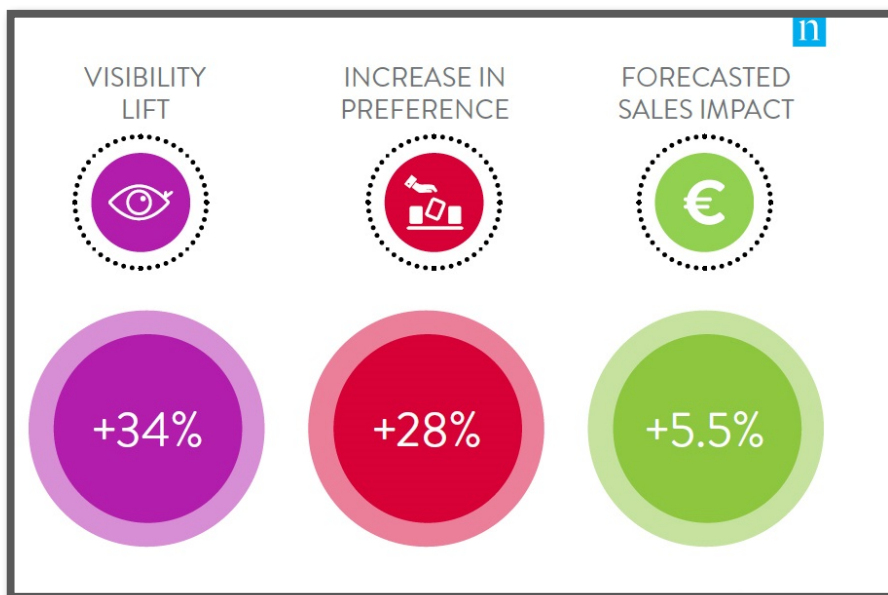 n
VISIBILITY
LIFT
INCREASE IN
PREFERENCE
FORECASTED
SALES IMPACT
€
+34%
+28%
+5.5%